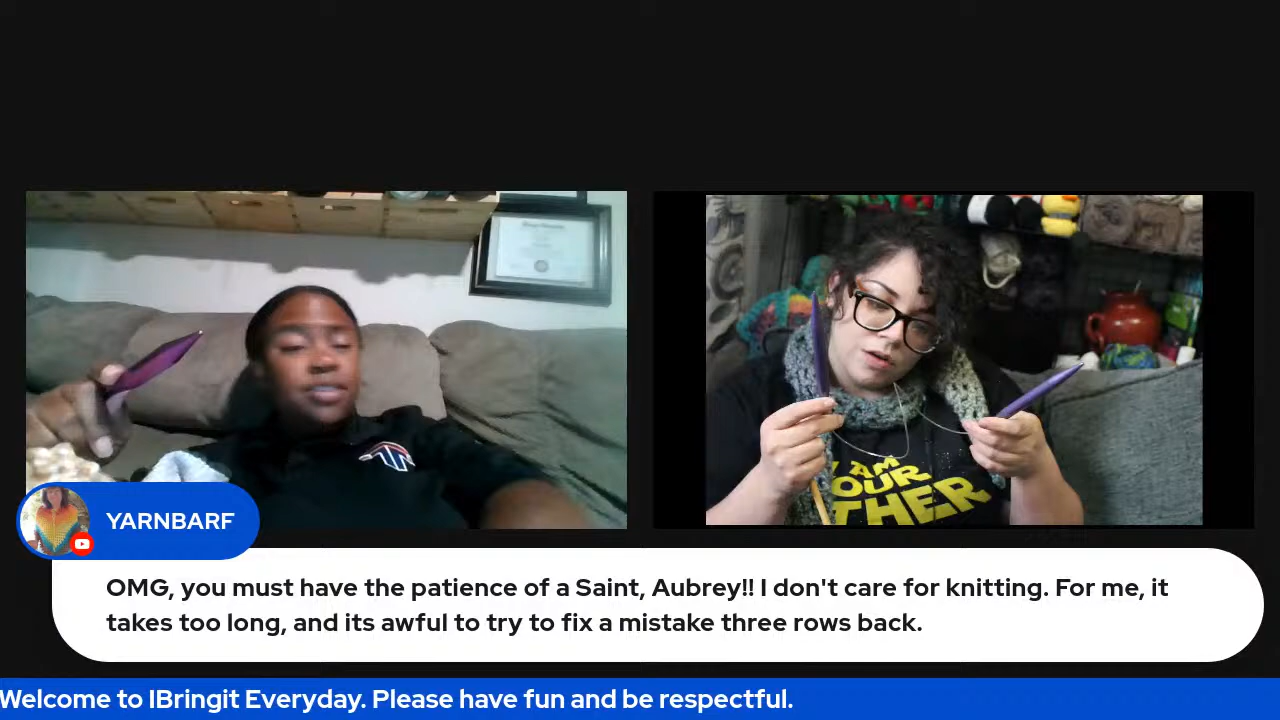 I AM
OUR
THER
YARNBARF
OMG, you must have the patience of a Saint, Aubrey!! I don't care for knitting. For me, it
takes too long, and its awful to try to fix a mistake three rows back.
Welcome to IBringit Everyday. Please have fun and be respectful.